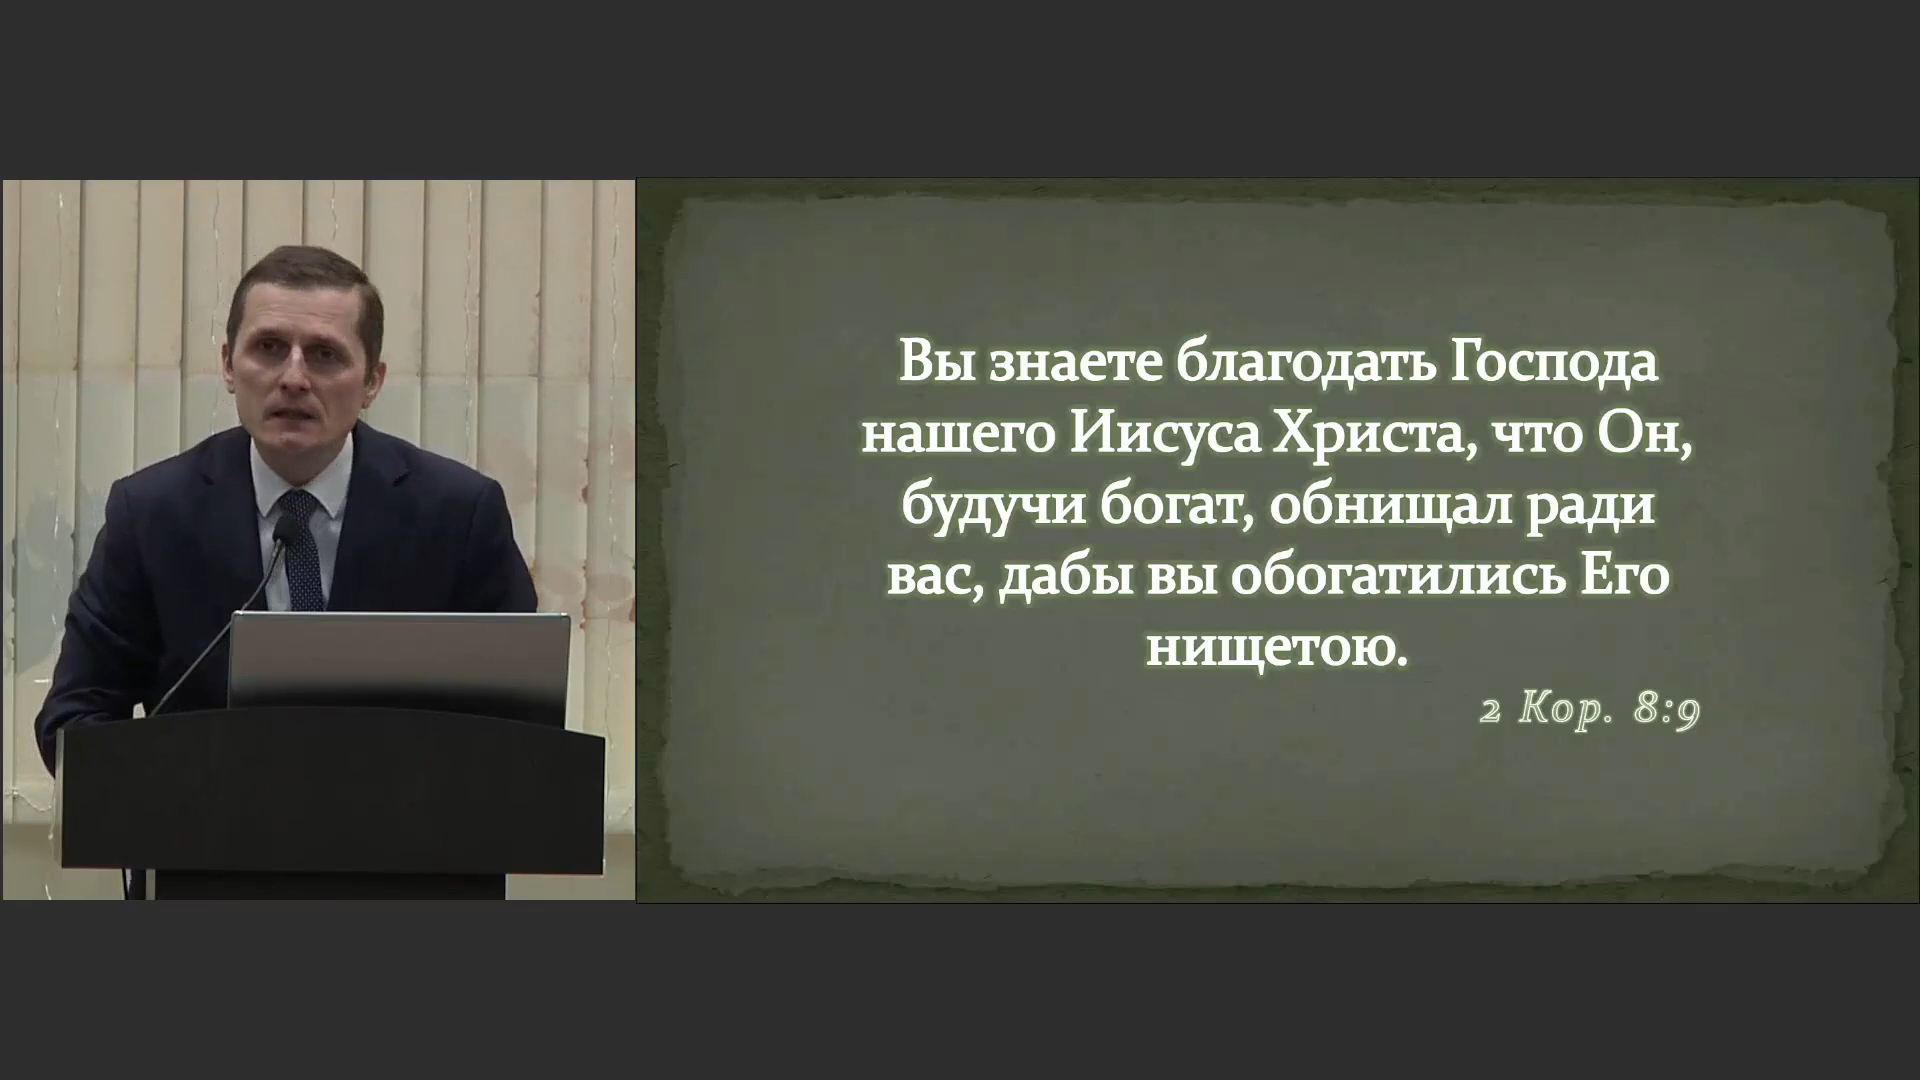 Вы знаете благодать Господа
нашего Иисуса Христа, что Он,
будучи богат, обнищал ради
вас, дабы вы обогатились Его
нищетою.
2 Кор. 8:9